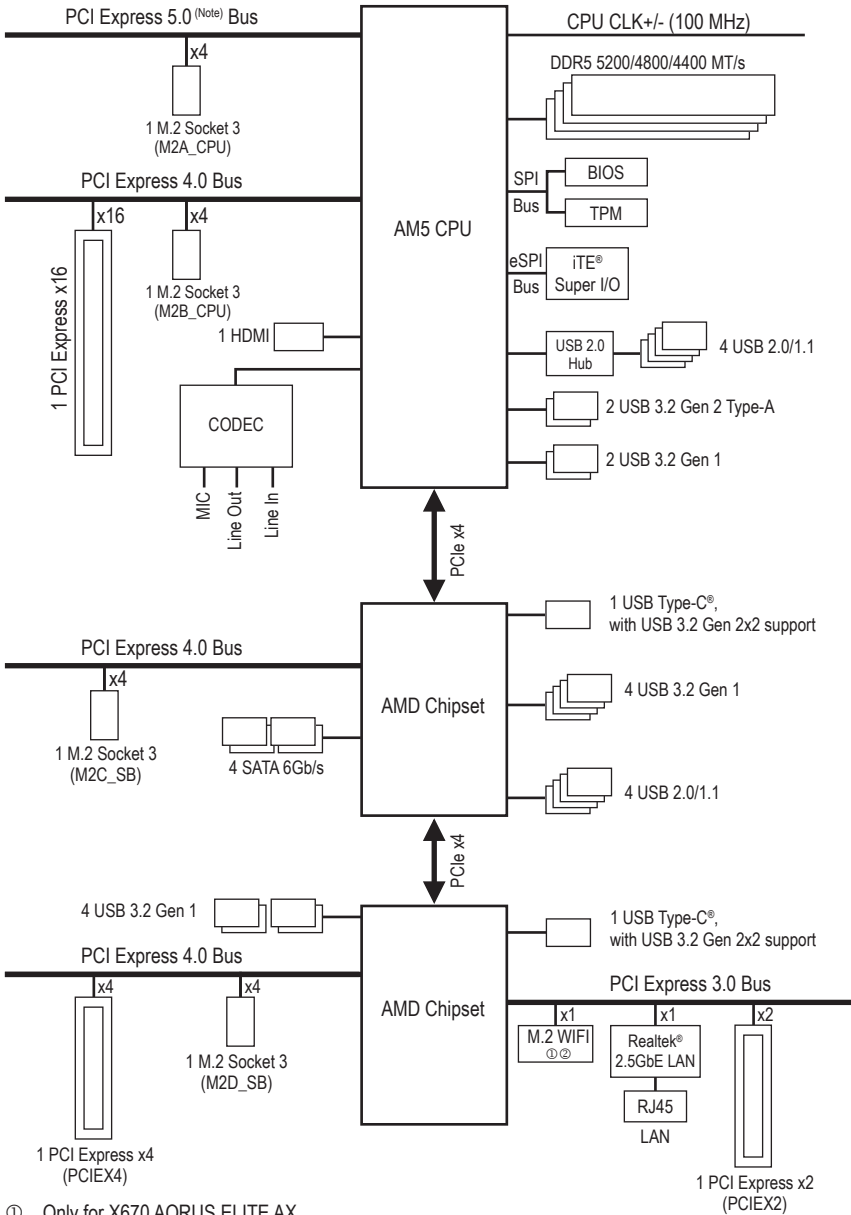 PCI Express 5.0 (Note) Bus
CPU CLK+/- (100 MHz)
x4
DDR5 5200/4800/4400 MT/s
1 M.2 Socket 3
(M2A_CPU)
PCI Express 4.0 Bus
x16
x4
1 PCI Express x16
1 M.2 Socket 3
(M2B_CPU)
AM5 CPU
SPI
Bus
BIOS
TPM
eSPI
Bus
iTE®
Super I/O
1 HDMI
USB 2.0
Hub
4 USB 2.0/1.1
CODEC
2 USB 3.2 Gen 2 Type-A
2 USB 3.2 Gen 1
MIC
Line Out
Line In
PCIe x4
1 USB Type-C®,
with USB 3.2 Gen 2x2 support
PCI Express 4.0 Bus
x4
1 M.2 Socket 3
(M2C_SB)
AMD Chipset
4 USB 3.2 Gen 1
4 SATA 6Gb/s
4 USB 2.0/1.1
PCIe x4
4 USB 3.2 Gen 1
1 USB Type-C®,
with USB 3.2 Gen 2x2 support
PCI Express 4.0 Bus
x4
x4
AMD Chipset
PCI Express 3.0 Bus
x1
x1
x2
M.2 WIFI
①②
Realtek®
2.5GbE LAN
1 M.2 Socket 3
(M2D_SB)
RJ45
LAN
1 PCI Express x4
(PCIEX4)
1 PCI Express x2
(PCIEX2)
① Only for X670 AORUS ELITE AX